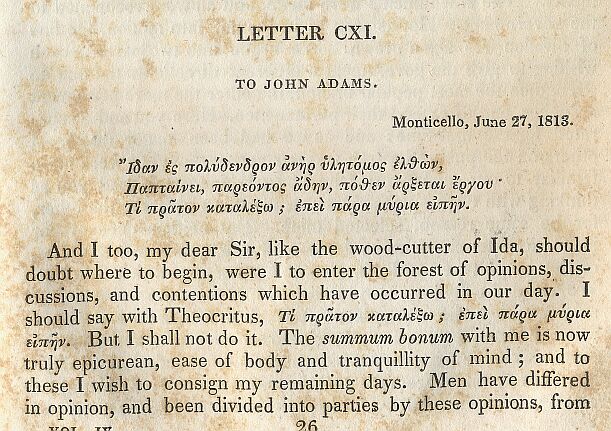 LETTER CXI.
TO JOHN ADAMS.
Monticello, June 27, 1813.
Ἴδαν ἐς πολύδενδρον ἀνὴρ ὑλητόμος ἐλθὼν,
Παπταίνει, παρεόντος ἄδην, πόθεν ἄρξεται ἔργου·
Τί πρᾶτον καταλέξω; ἐπεὶ πάρα μύρια εἰπῆν.
And I too, my dear Sir, like the wood-cutter of Ida, should
doubt where to begin, were I to enter the forest of opinions, dis-
cussions, and contentions which have occurred in our day. I
should say with Theocritus, Τί πρᾶτον καταλέξω; ἐπεὶ πάρα μύρια
εἰπῆν. But I shall not do it. The summum bonum with me is now
truly epicurean, ease of body and tranquillity of mind; and to
these I wish to consign my remaining days. Men have differed
in opinion, and been divided into parties by these opinions, from
VOL. IV. 26